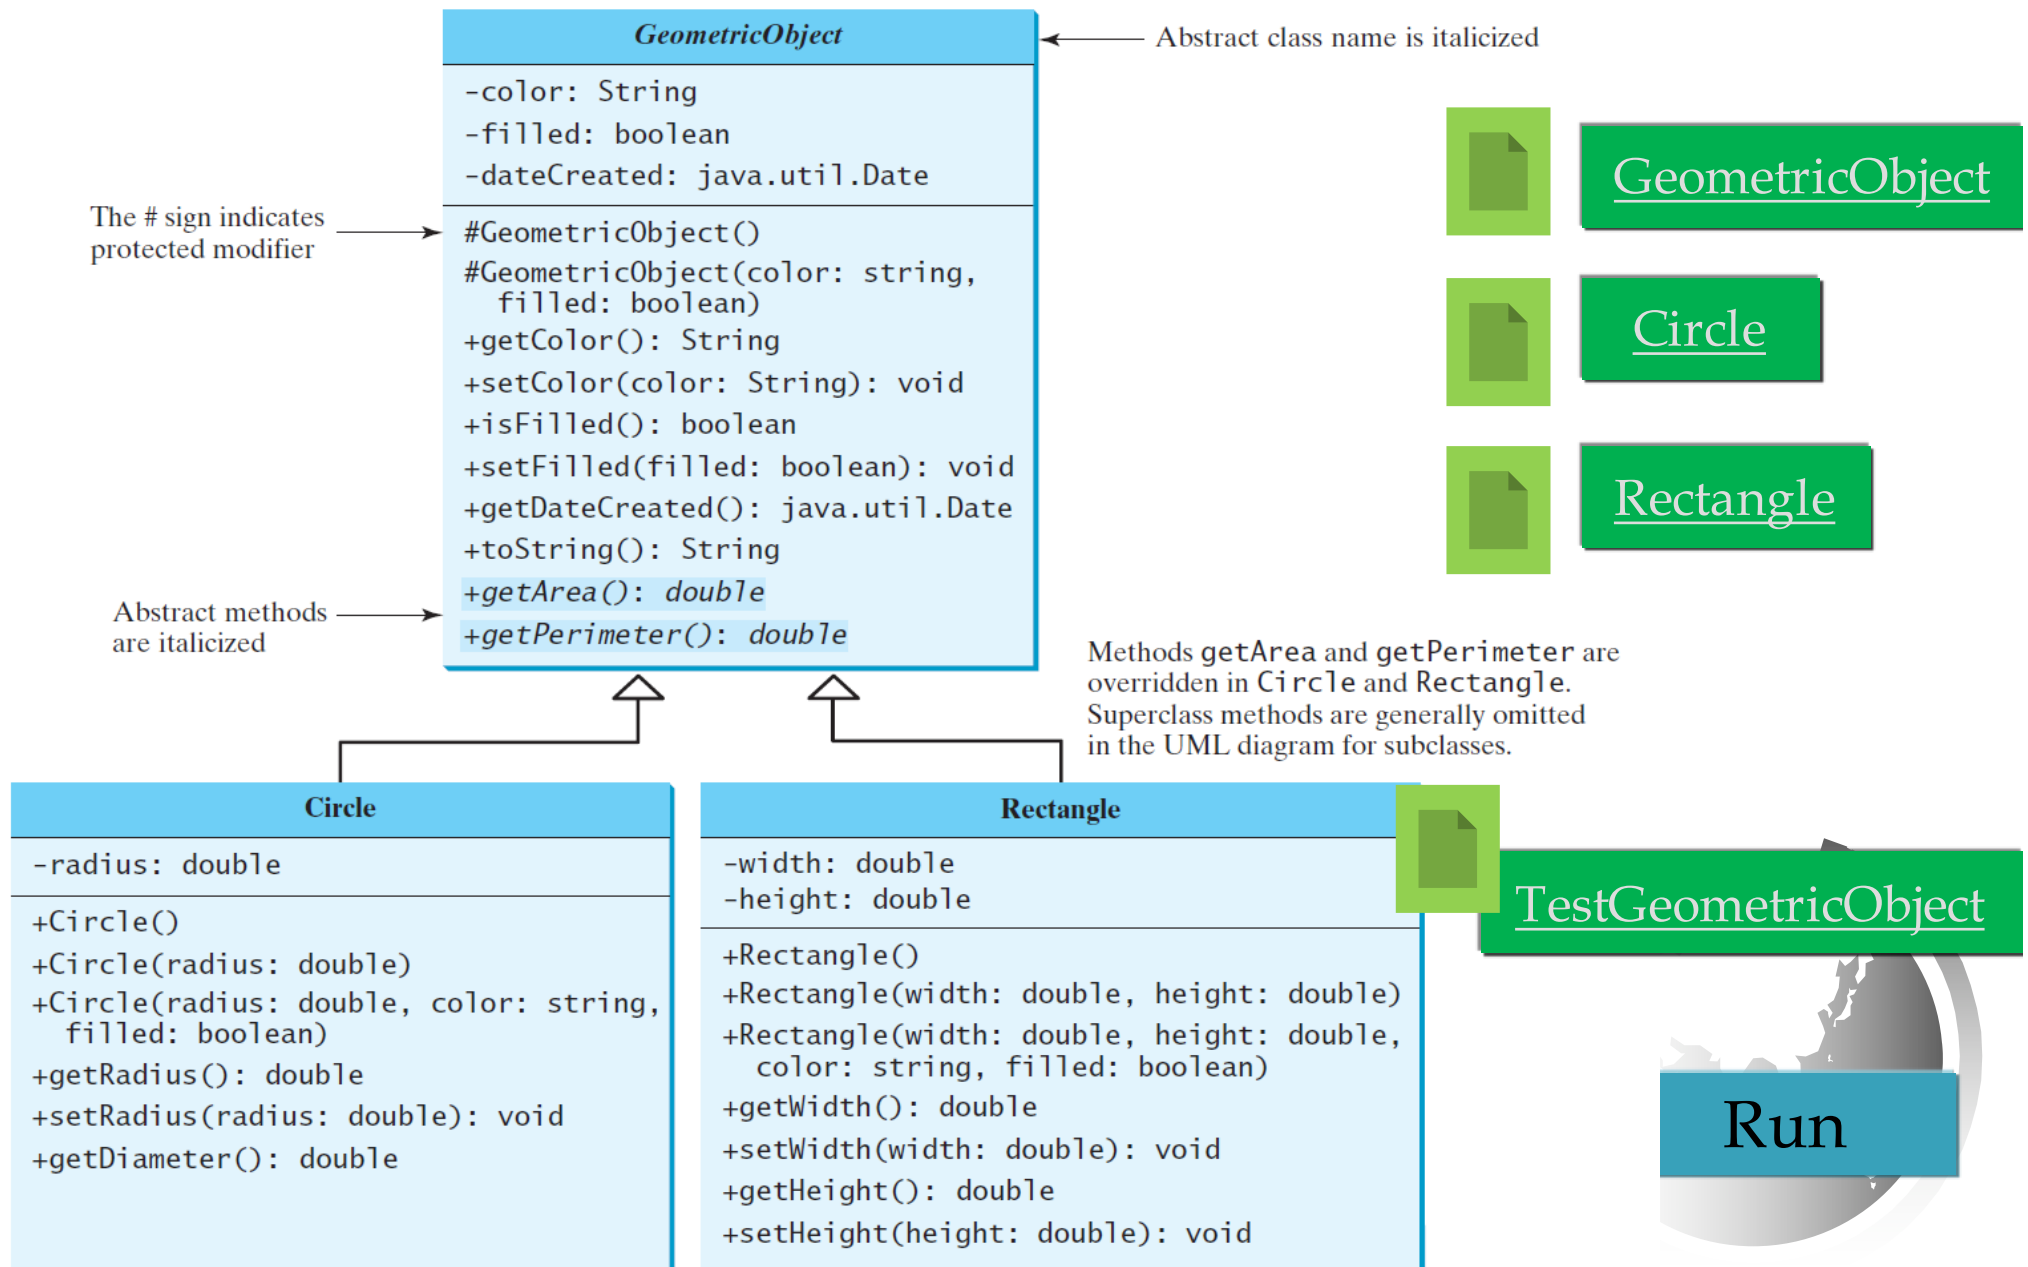 GeometricObject
Abstract class name is italicized
-color: String
-filled: boolean
-dateCreated: java.util.Date
The # sign indicates
protected modifier
#GeometricObject()
#GeometricObject(color: string,
filled: boolean)
+getColor(): String
+setColor(color: String): void
+isFilled(): boolean
+setFilled(filled: boolean): void
+getDateCreated(): java.util.Date
+toString(): String
+getArea(): double
+getPerimeter(): double
Abstract methods
are italicized
GeometricObject
Circle
Rectangle
Methods getArea and getPerimeter are
overridden in Circle and Rectangle.
Superclass methods are generally omitted
in the UML diagram for subclasses.
Circle
-radius: double
+Circle()
+Circle(radius: double)
+Circle(radius: double, color: string,
filled: boolean)
+getRadius(): double
+setRadius(radius: double): void
+getDiameter(): double
Rectangle
-width: double
-height: double
+Rectangle()
+Rectangle(width: double, height: double)
+Rectangle(width: double, height: double,
color: string, filled: boolean)
+getWidth(): double
+setWidth(width: double): void
+getHeight(): double
+setHeight(height: double): void
TestGeometricObject
Run